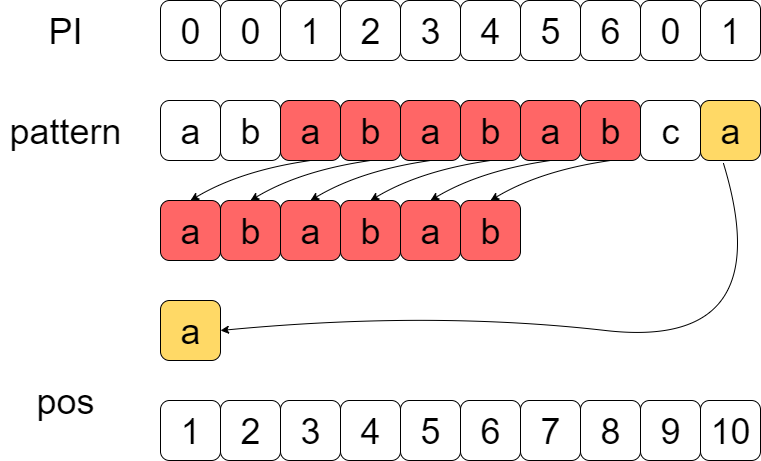 PI 0 0 1 2 3 4 5 6 0 1
pattern a b a b a b a b c a
a b a b a b
a
pos 1 2 3 4 5 6 7 8 9 10